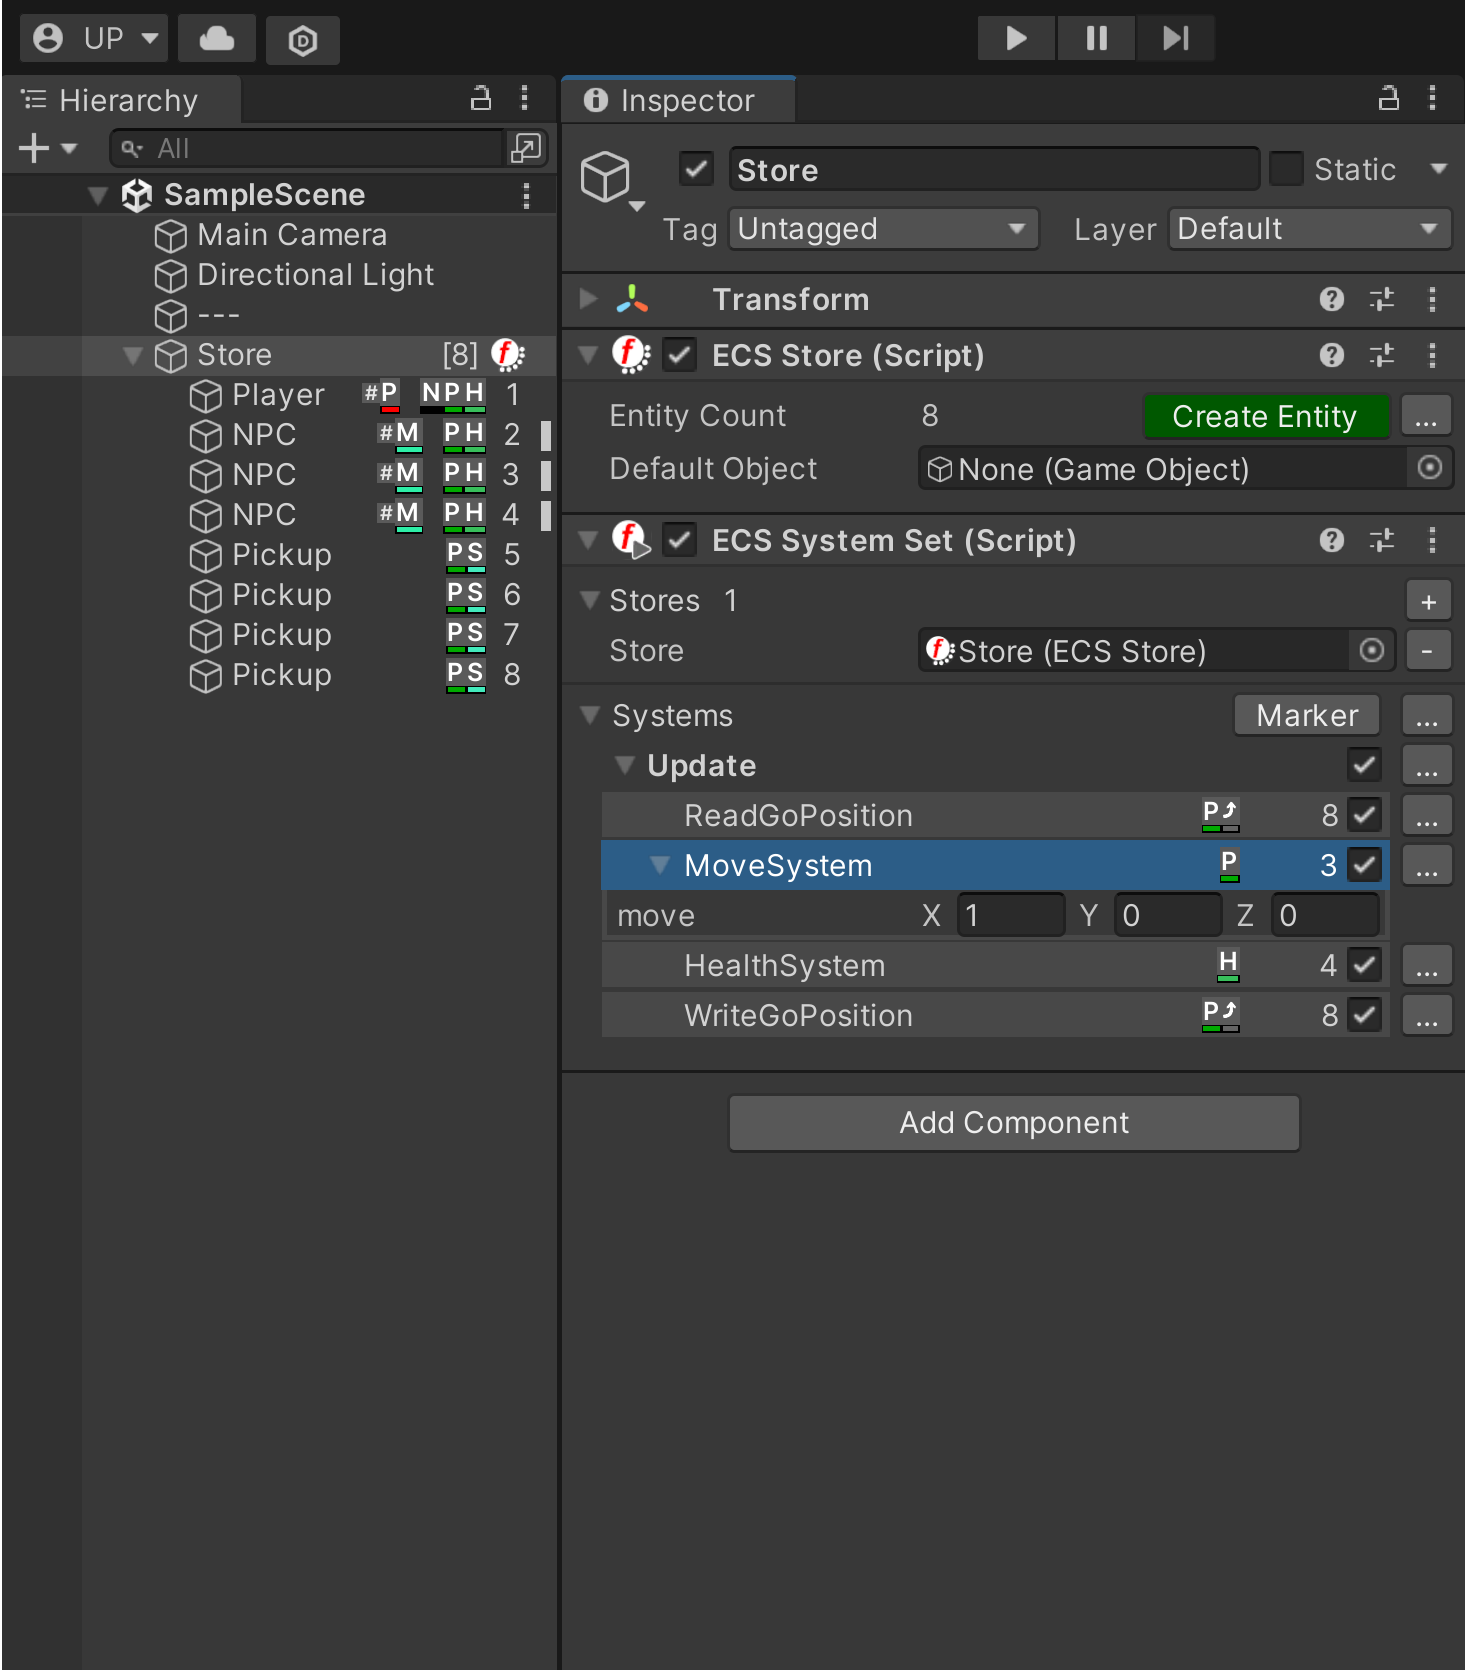 UP
Hierarchy
All
SampleScene
Main Camera
Directional Light
---
Store [8]
Player #P NPH 1
NPC #M PH 2
NPC #M PH 3
NPC #M PH 4
Pickup PS 5
Pickup PS 6
Pickup PS 7
Pickup PS 8
Inspector
Store Static
Tag Untagged Layer Default
Transform
ECS Store (Script)
Entity Count 8 Create Entity ...
Default Object None (Game Object)
ECS System Set (Script)
Stores 1 +
Store Store (ECS Store) -
Systems Marker ...
Update ...
ReadGoPosition P 8 ...
MoveSystem P 3 ...
move X 1 Y 0 Z 0
HealthSystem H 4 ...
WriteGoPosition P 8 ...
Add Component